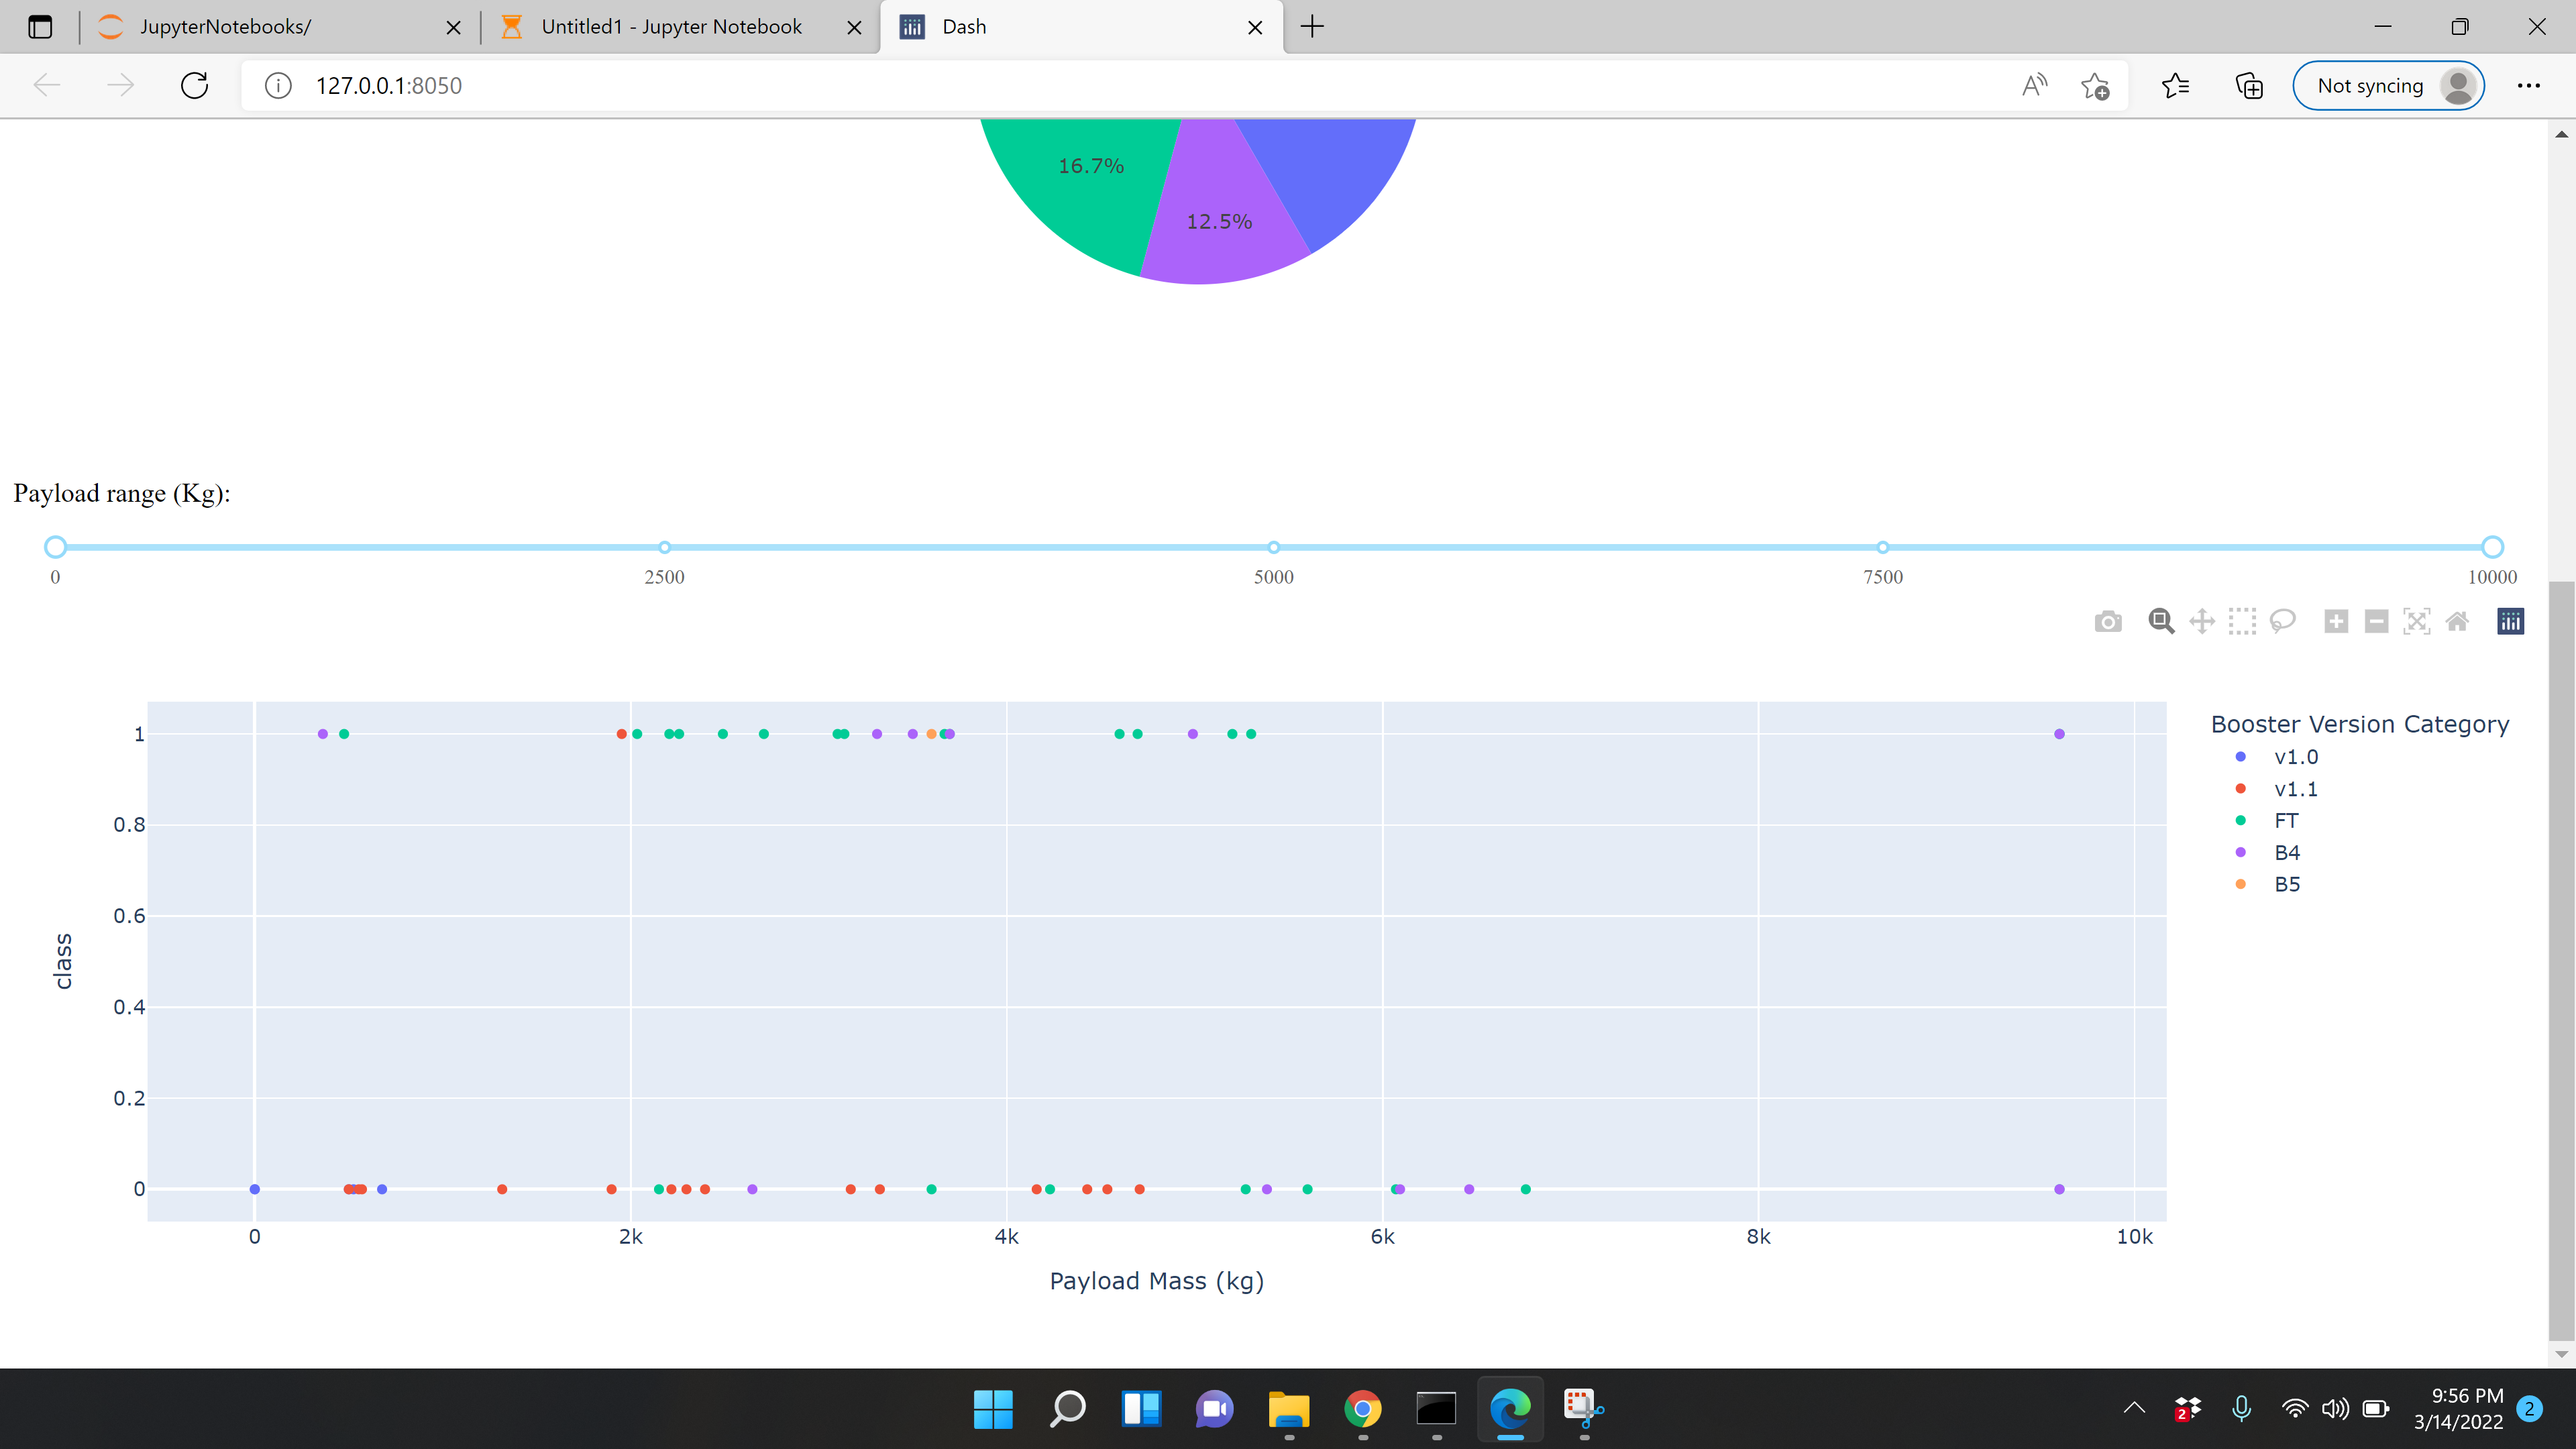 JupyterNotebooks/
Untitled1 - Jupyter Notebook
Dash
127.0.0.1:8050
Not syncing
16.7%
12.5%
Payload range (Kg):
0 2500 5000 7500 10000
Booster Version Category
v1.0
v1.1
FT
B4
B5
1
0.8
0.6
0.4
0.2
0
class
0 2k 4k 6k 8k 10k
Payload Mass (kg)
2
9:56 PM
3/14/2022
2